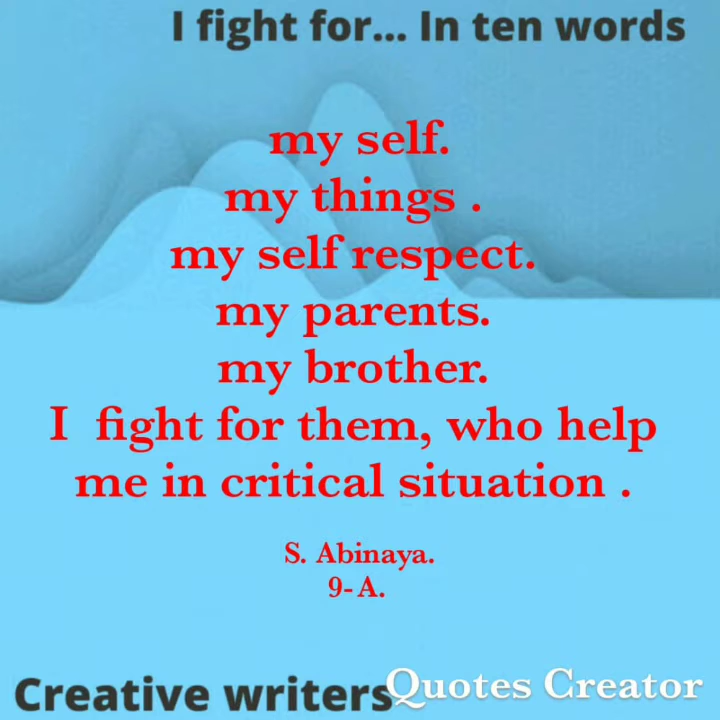 I fight for... In ten words
my self.
my things .
my self respect.
my parents.
my brother.
I fight for them, who help
me in critical situation .
S. Abinaya.
9-A.
Creative writers
Quotes Creator